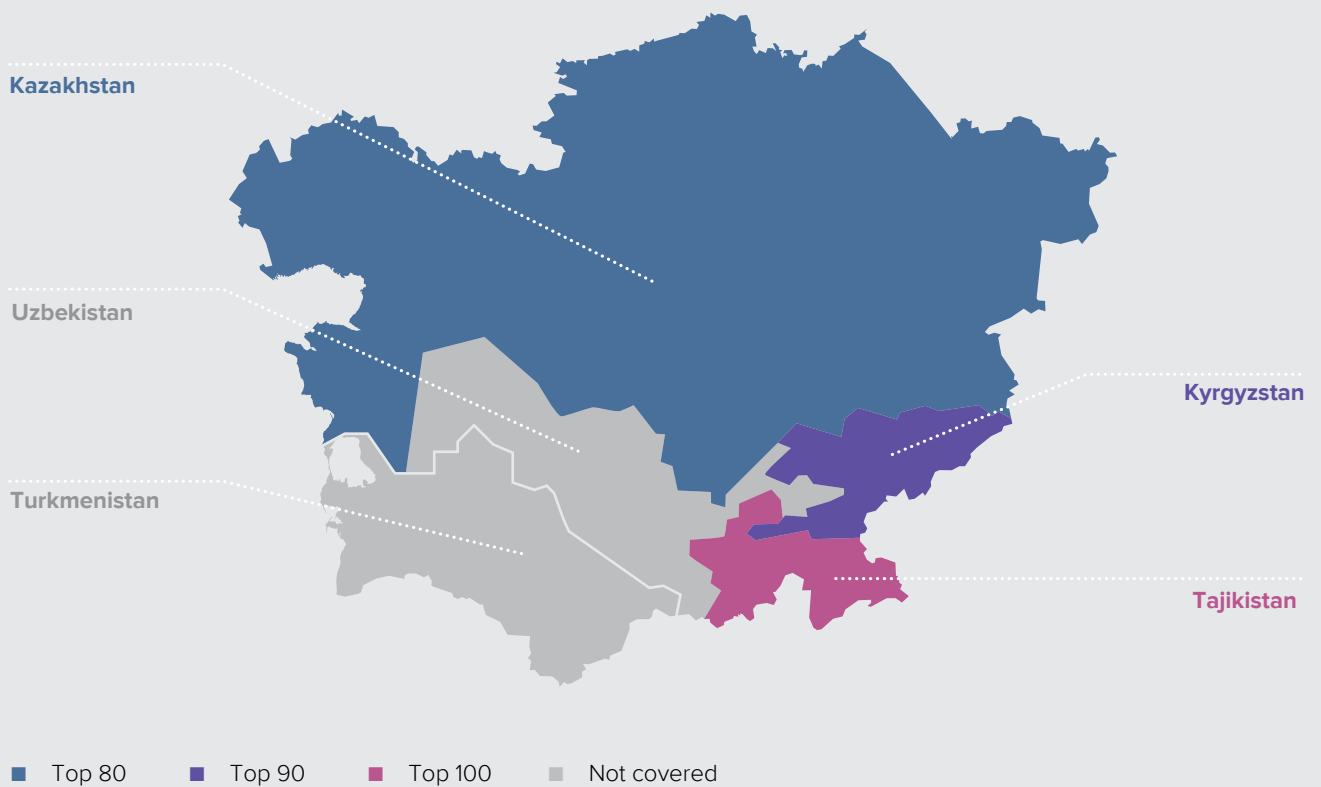 Kazakhstan
Uzbekistan
Kyrgyzstan
Turkmenistan
Tajikistan
Top 80
Top 90
Top 100
Not covered